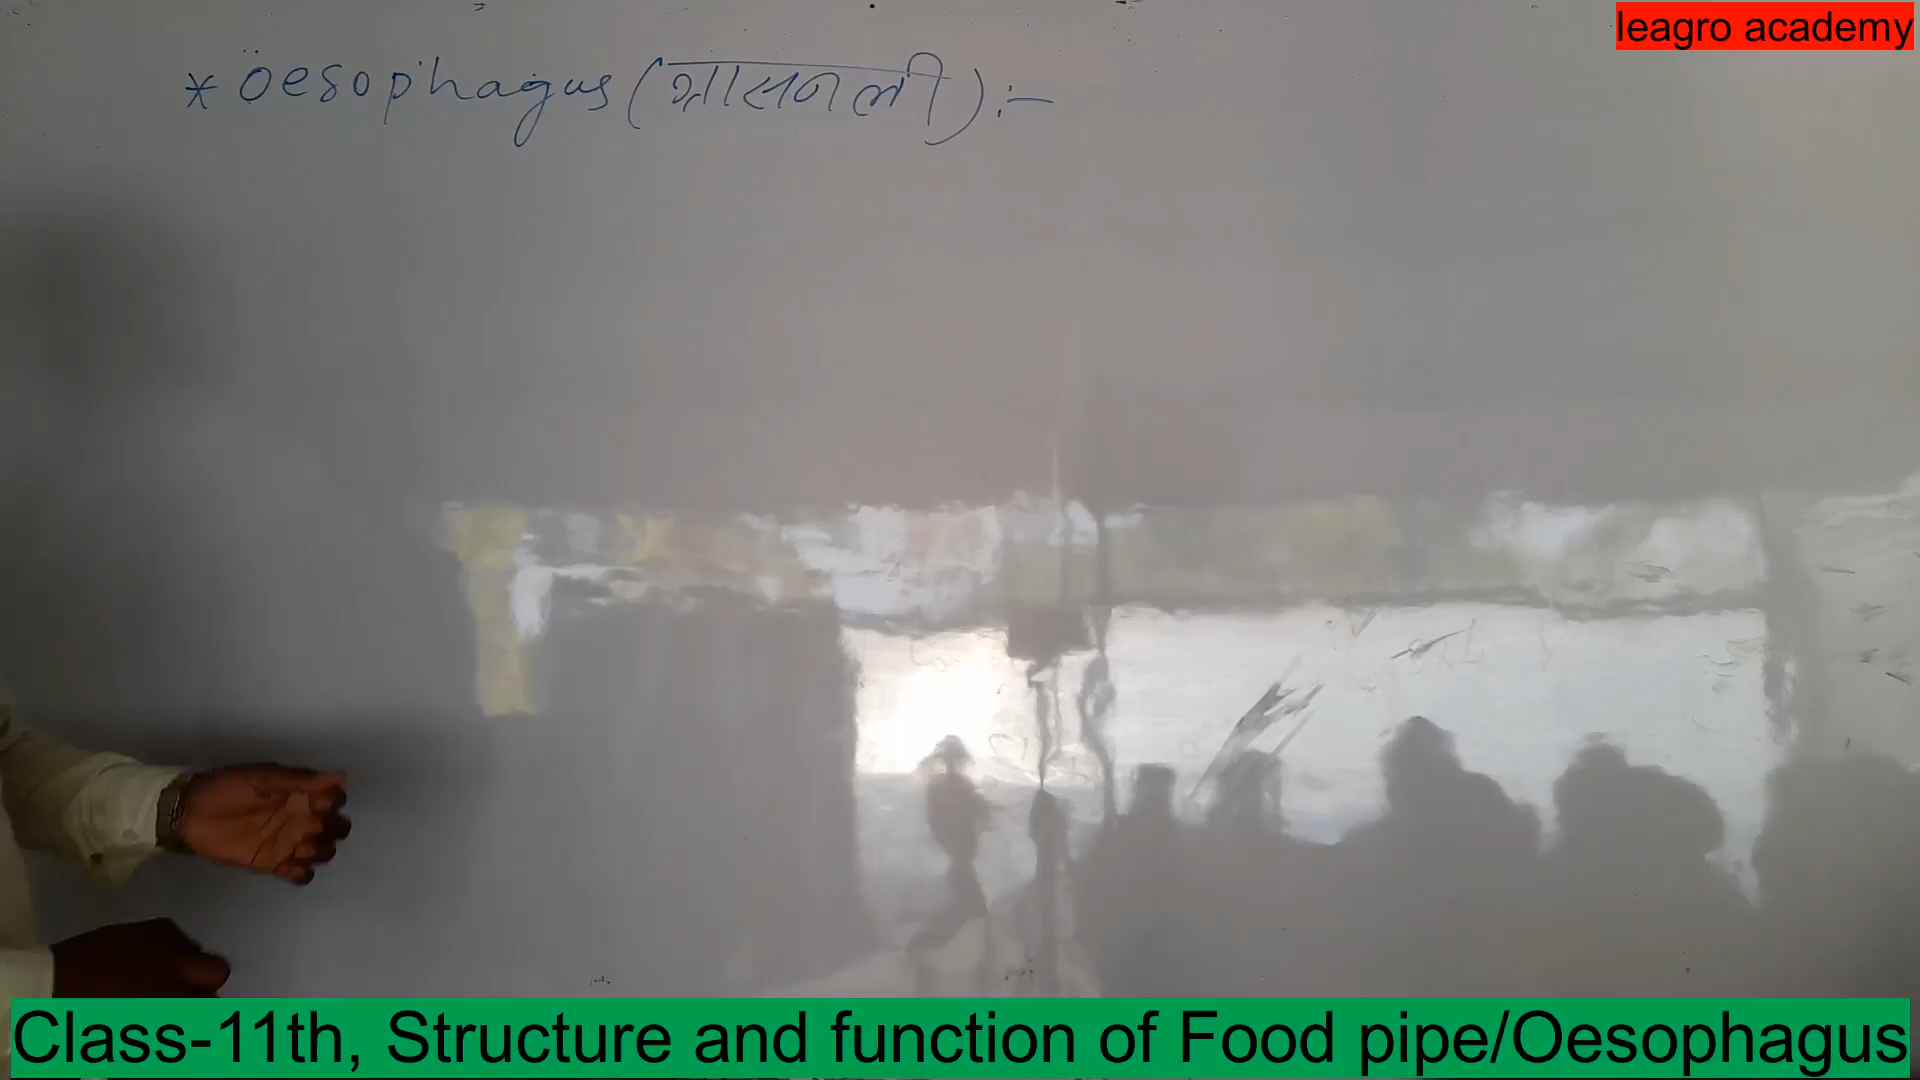 leagro academy
* Oesophagus (ग्रासनली) :-
Class-11th, Structure and function of Food pipe/Oesophagus